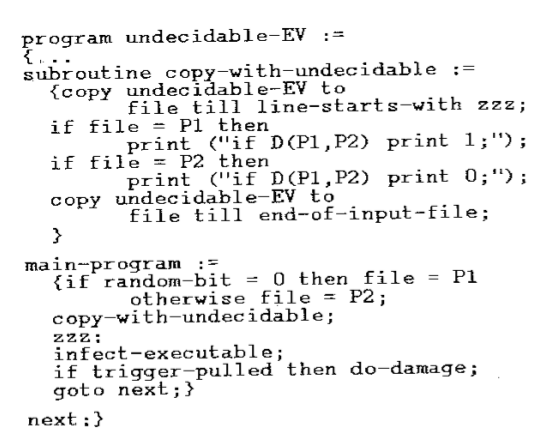 program undecidable-EV :=
{...
subroutine copy-with-undecidable :=
{copy undecidable-EV to
file till line-starts-with zzz;
if file = P1 then
print ("if D(P1,P2) print 1;");
if file = P2 then
print ("if D(P1,P2) print 0;");
copy undecidable-EV to
file till end-of-input-file;
}
main-program :=
{if random-bit = 0 then file = P1
otherwise file = P2;
copy-with-undecidable;
zzz:
infect-executable;
if trigger-pulled then do-damage;
goto next;}
next:}